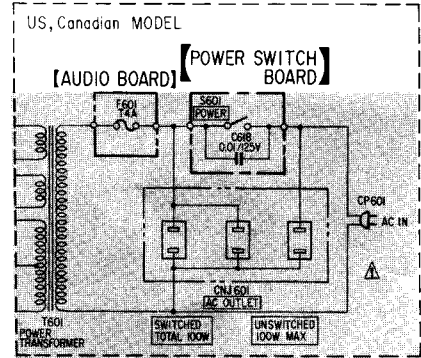 US, Canadian MODEL
【POWER SWITCH
BOARD】
[AUDIO BOARD]
F601
4A
S601
POWER
C618
0.01/125V
CP601
AC IN
CNJ601
AC OUTLET
T601
POWER
TRANSFORMER
SWITCHED
TOTAL 100W
UNSWITCHED
100W MAX